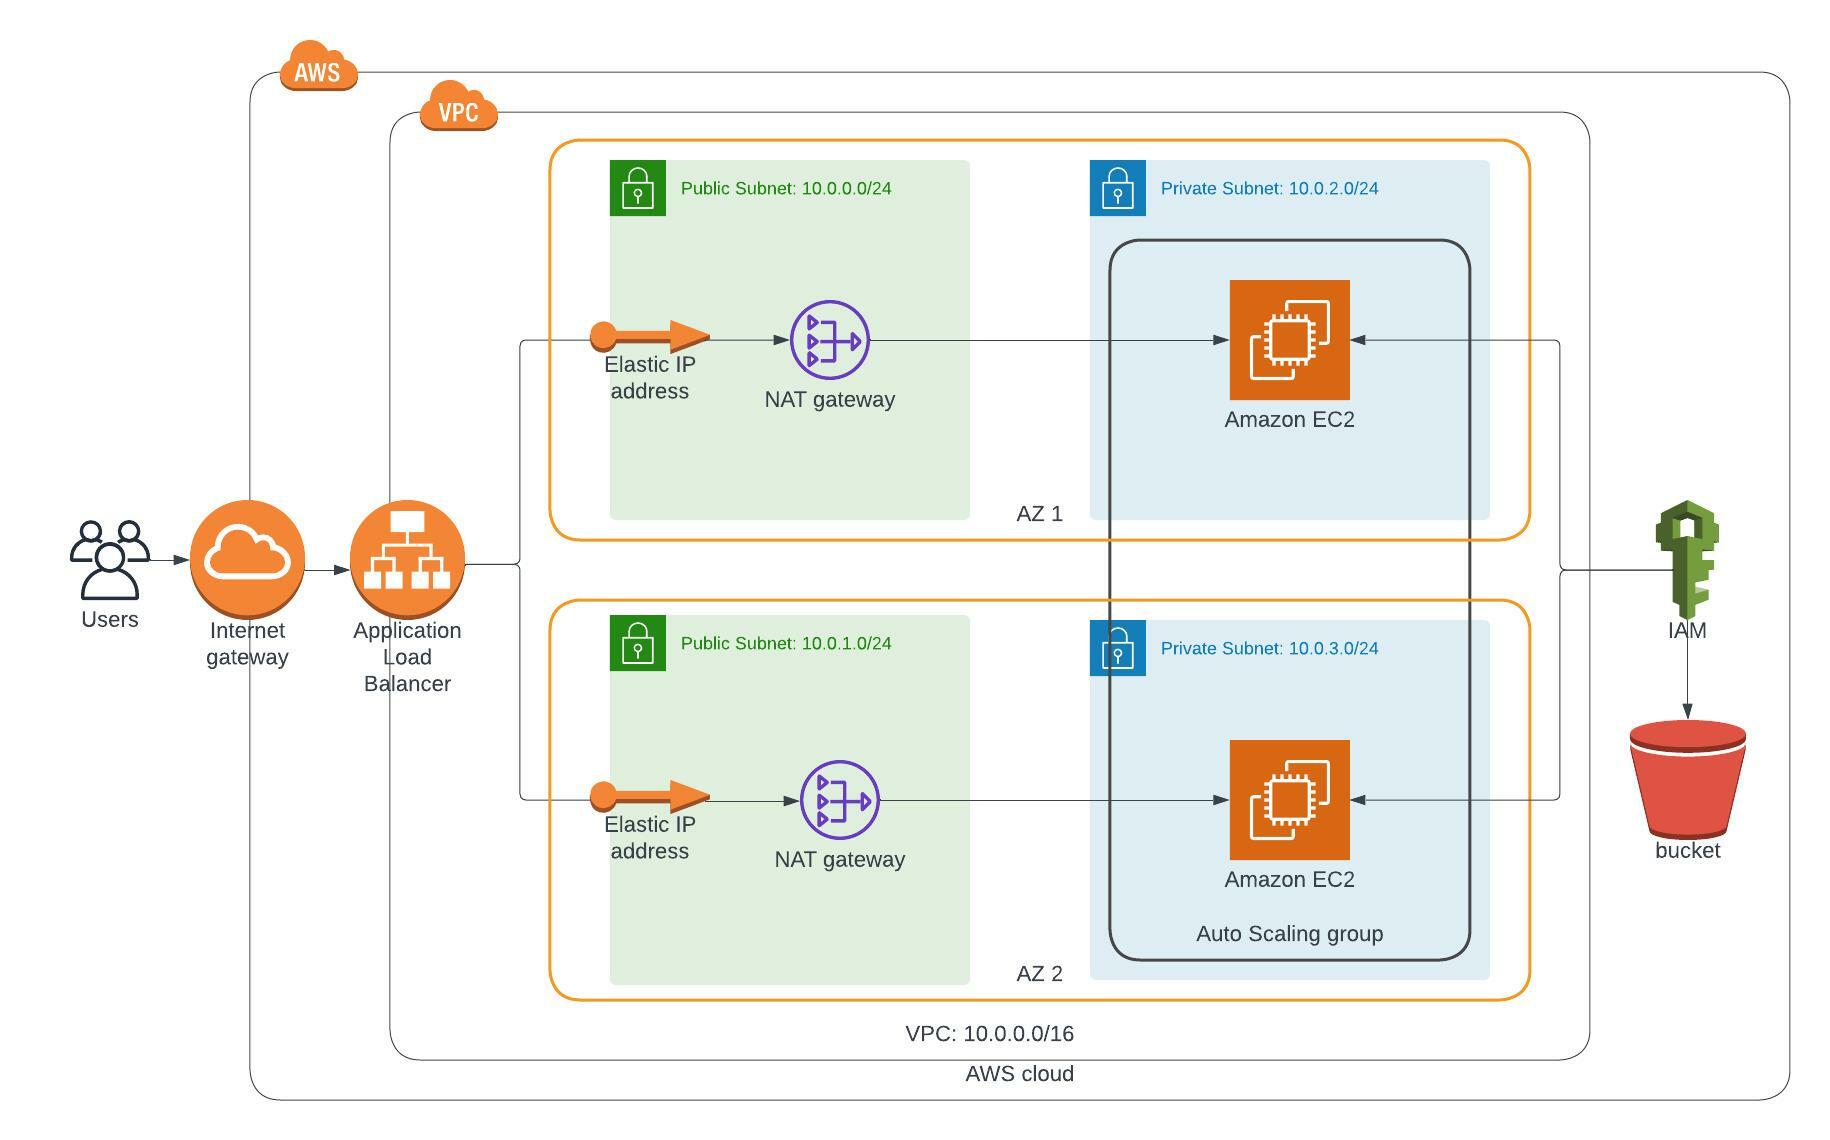 AWS
VPC
Public Subnet: 10.0.0.0/24
Private Subnet: 10.0.2.0/24
Elastic IP
address
NAT gateway
Amazon EC2
AZ 1
Users
Internet
gateway
Application
Load
Balancer
IAM
Public Subnet: 10.0.1.0/24
Private Subnet: 10.0.3.0/24
Elastic IP
address
NAT gateway
Amazon EC2
bucket
Auto Scaling group
AZ 2
VPC: 10.0.0.0/16
AWS cloud